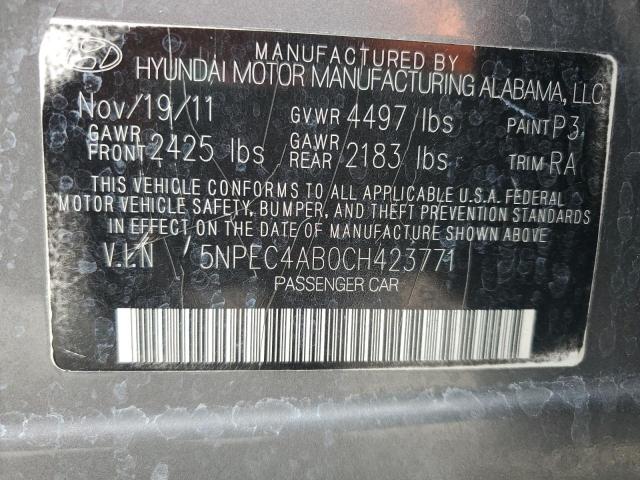 MANUFACTURED BY
HYUNDAI MOTOR MANUFACTURING ALABAMA, LLC
Nov/19/11 GVWR 4497 lbs PAINT P3
GAWR FRONT 2425 lbs GAWR REAR 2183 lbs TRIM RA
THIS VEHICLE CONFORMS TO ALL APPLICABLE U.S.A. FEDERAL
MOTOR VEHICLE SAFETY, BUMPER, AND THEFT PREVENTION STANDARDS
IN EFFECT ON THE DATE OF MANUFACTURE SHOWN ABOVE
V.I.N 5NPEC4AB0CH423771
PASSENGER CAR